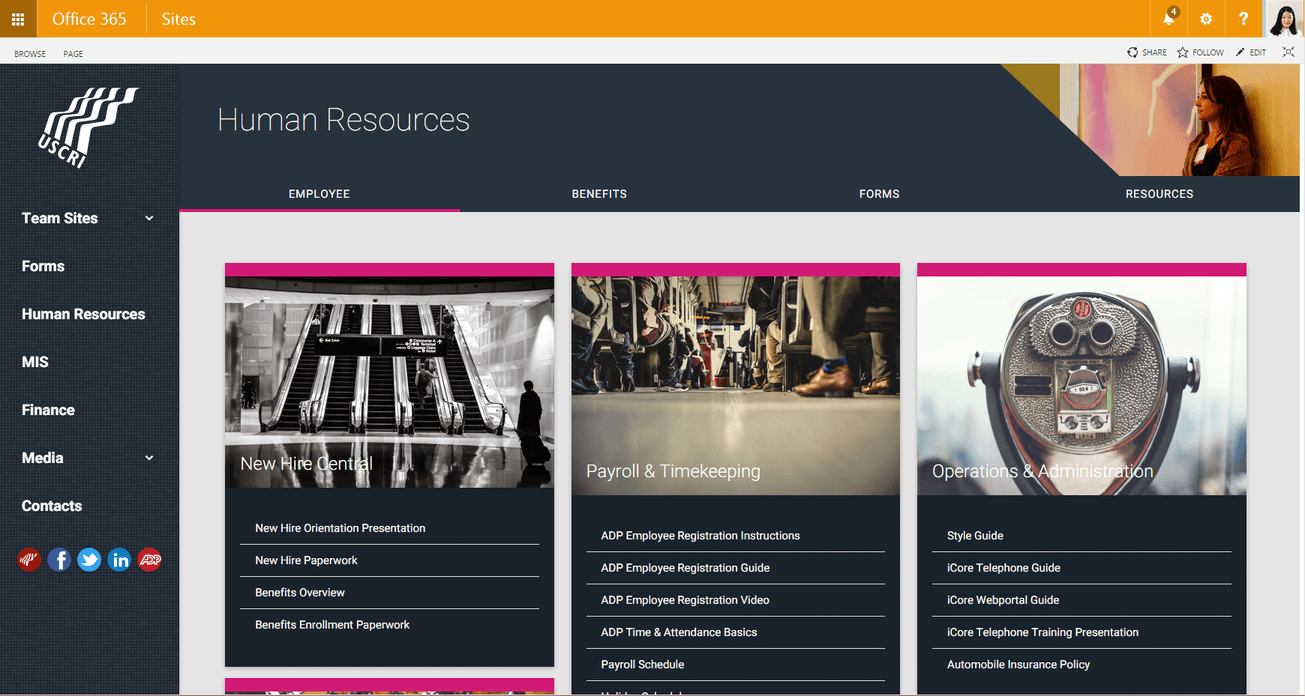 Office 365
Sites
4
?
BROWSE
PAGE
SHARE
FOLLOW
EDIT
USCRI
Human Resources
EMPLOYEE
BENEFITS
FORMS
RESOURCES
Team Sites
Forms
Human Resources
MIS
Finance
Media
Contacts
f
in
ADP
New Hire Central
New Hire Orientation Presentation
New Hire Paperwork
Benefits Overview
Benefits Enrollment Paperwork
Payroll & Timekeeping
ADP Employee Registration Instructions
ADP Employee Registration Guide
ADP Employee Registration Video
ADP Time & Attendance Basics
Payroll Schedule
Operations & Administration
Style Guide
iCore Telephone Guide
iCore Webportal Guide
iCore Telephone Training Presentation
Automobile Insurance Policy